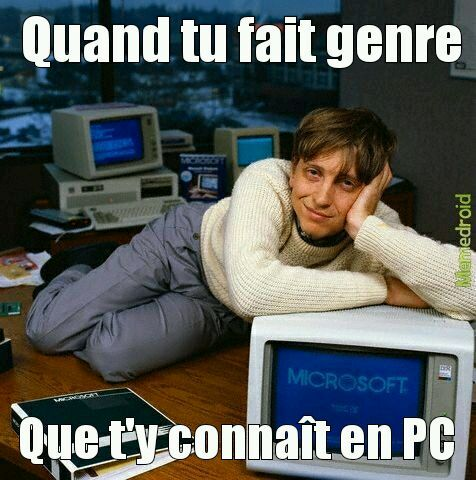 Quand tu fait genre
Memedroid
MICROSOFT
MICROSOFT
Que t'y connaît en PC